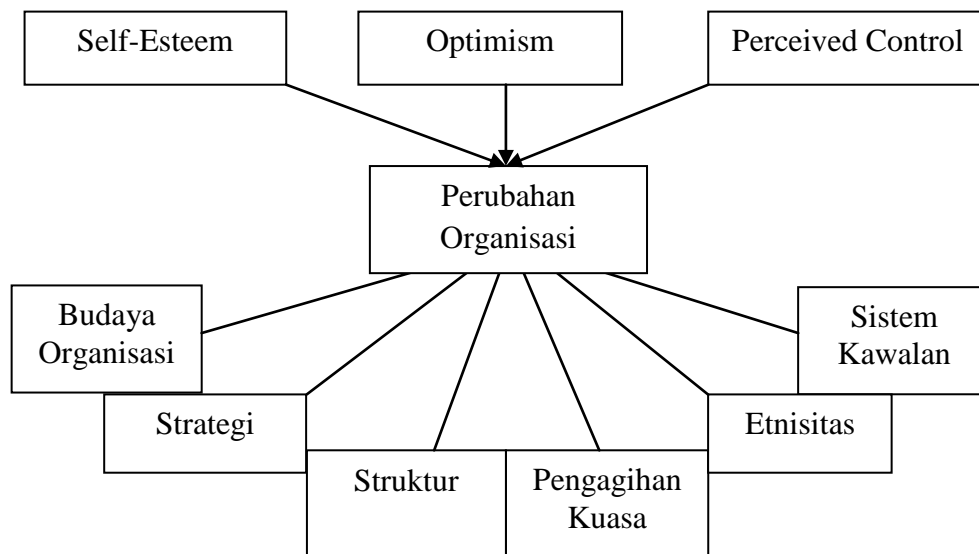 Self-Esteem
Optimism
Perceived Control
Perubahan
Organisasi
Budaya
Organisasi
Sistem
Kawalan
Strategi
Etnisitas
Struktur
Pengagihan
Kuasa